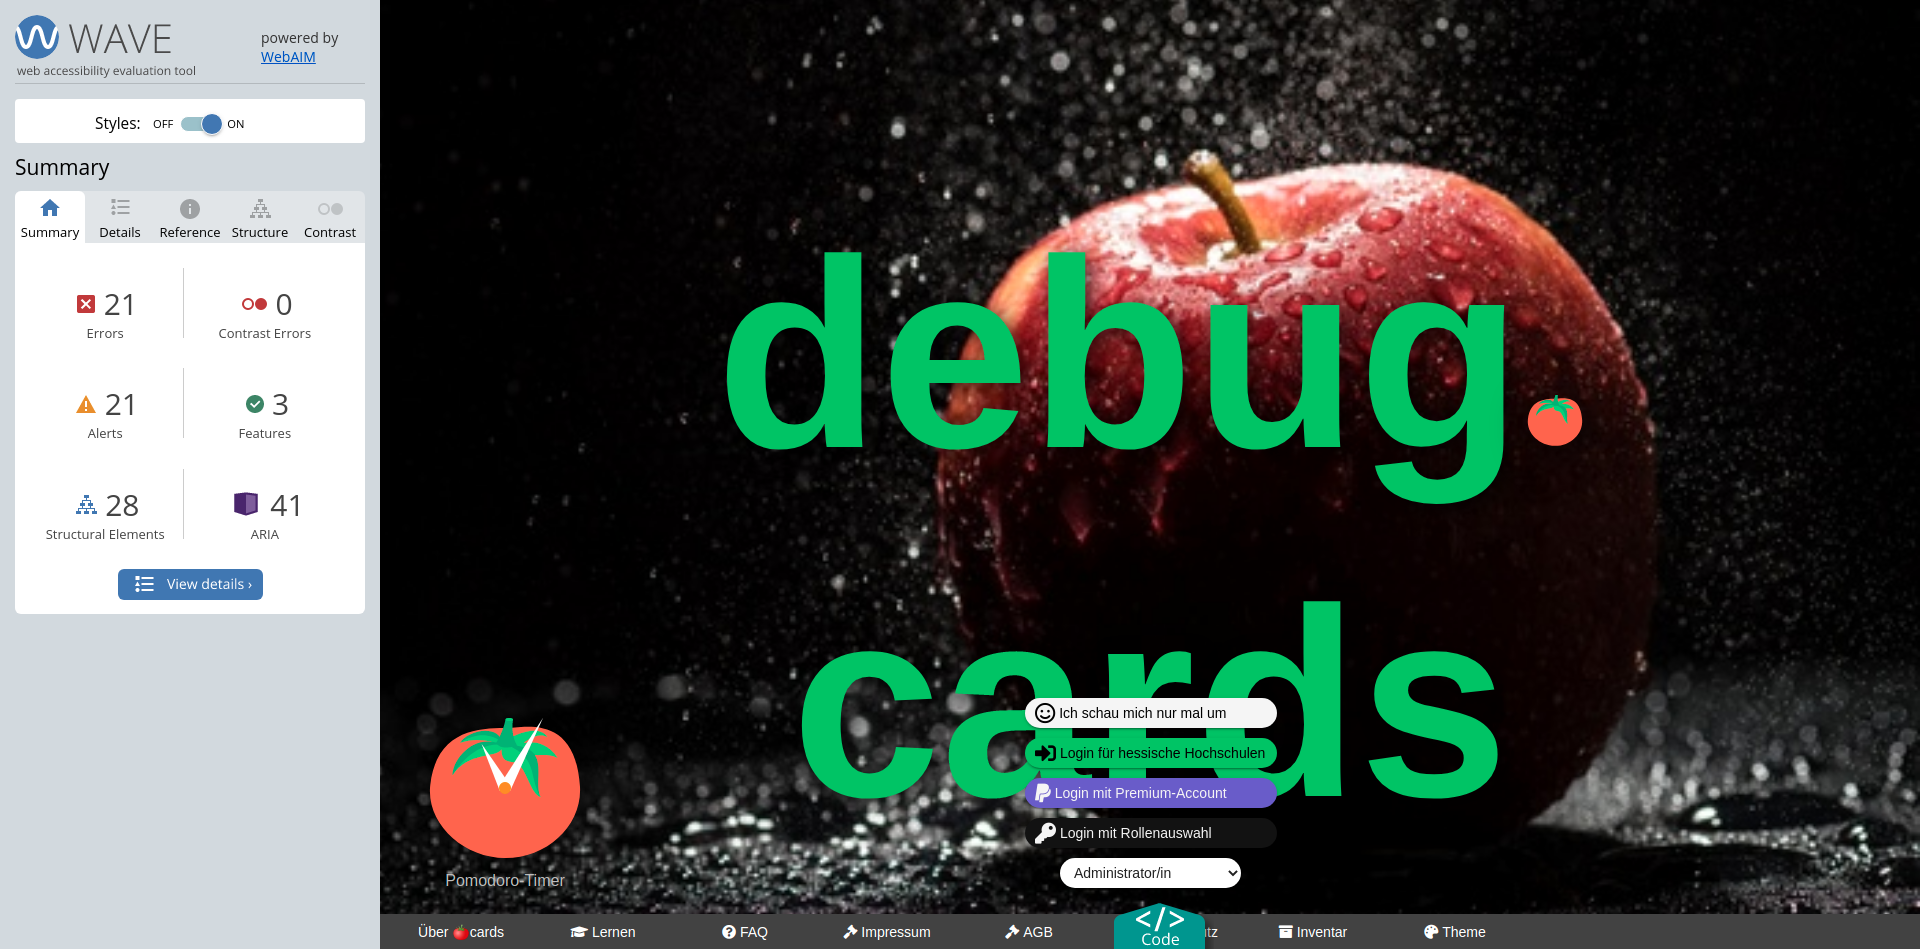 WAVE
web accessibility evaluation tool
powered by
WebAIM
Styles: OFF ON
Summary
Summary Details Reference Structure Contrast
21
Errors
0
Contrast Errors
21
Alerts
3
Features
28
Structural Elements
41
ARIA
View details ›
debug.
cards
Ich schau mich nur mal um
Login für hessische Hochschulen
Login mit Premium-Account
Login mit Rollenauswahl
Administrator/in
Pomodoro-Timer
Über cards
Lernen
FAQ
Impressum
AGB
</>
Code
tz
Inventar
Theme